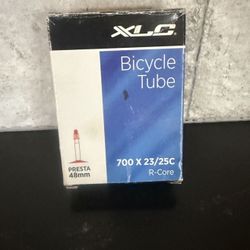 XLC
Bicycle
Tube
700 X 23/25C
R-Core
PRESTA
48mm